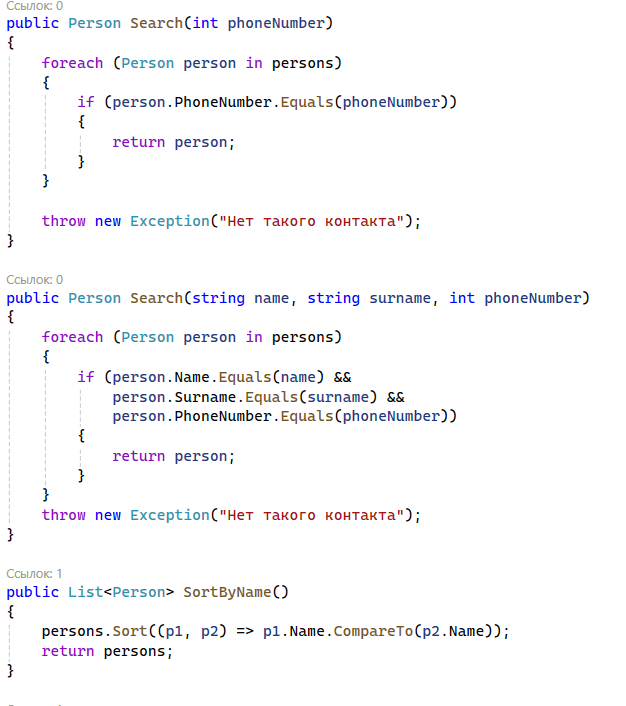 Ссылок: 0
public Person Search(int phoneNumber)
{
    foreach (Person person in persons)
    {
        if (person.PhoneNumber.Equals(phoneNumber))
        {
            return person;
        }
    }

    throw new Exception("Нет такого контакта");
}

Ссылок: 0
public Person Search(string name, string surname, int phoneNumber)
{
    foreach (Person person in persons)
    {
        if (person.Name.Equals(name) &&
            person.Surname.Equals(surname) &&
            person.PhoneNumber.Equals(phoneNumber))
        {
            return person;
        }
    }
    throw new Exception("Нет такого контакта");
}

Ссылок: 1
public List<Person> SortByName()
{
    persons.Sort((p1, p2) => p1.Name.CompareTo(p2.Name));
    return persons;
}